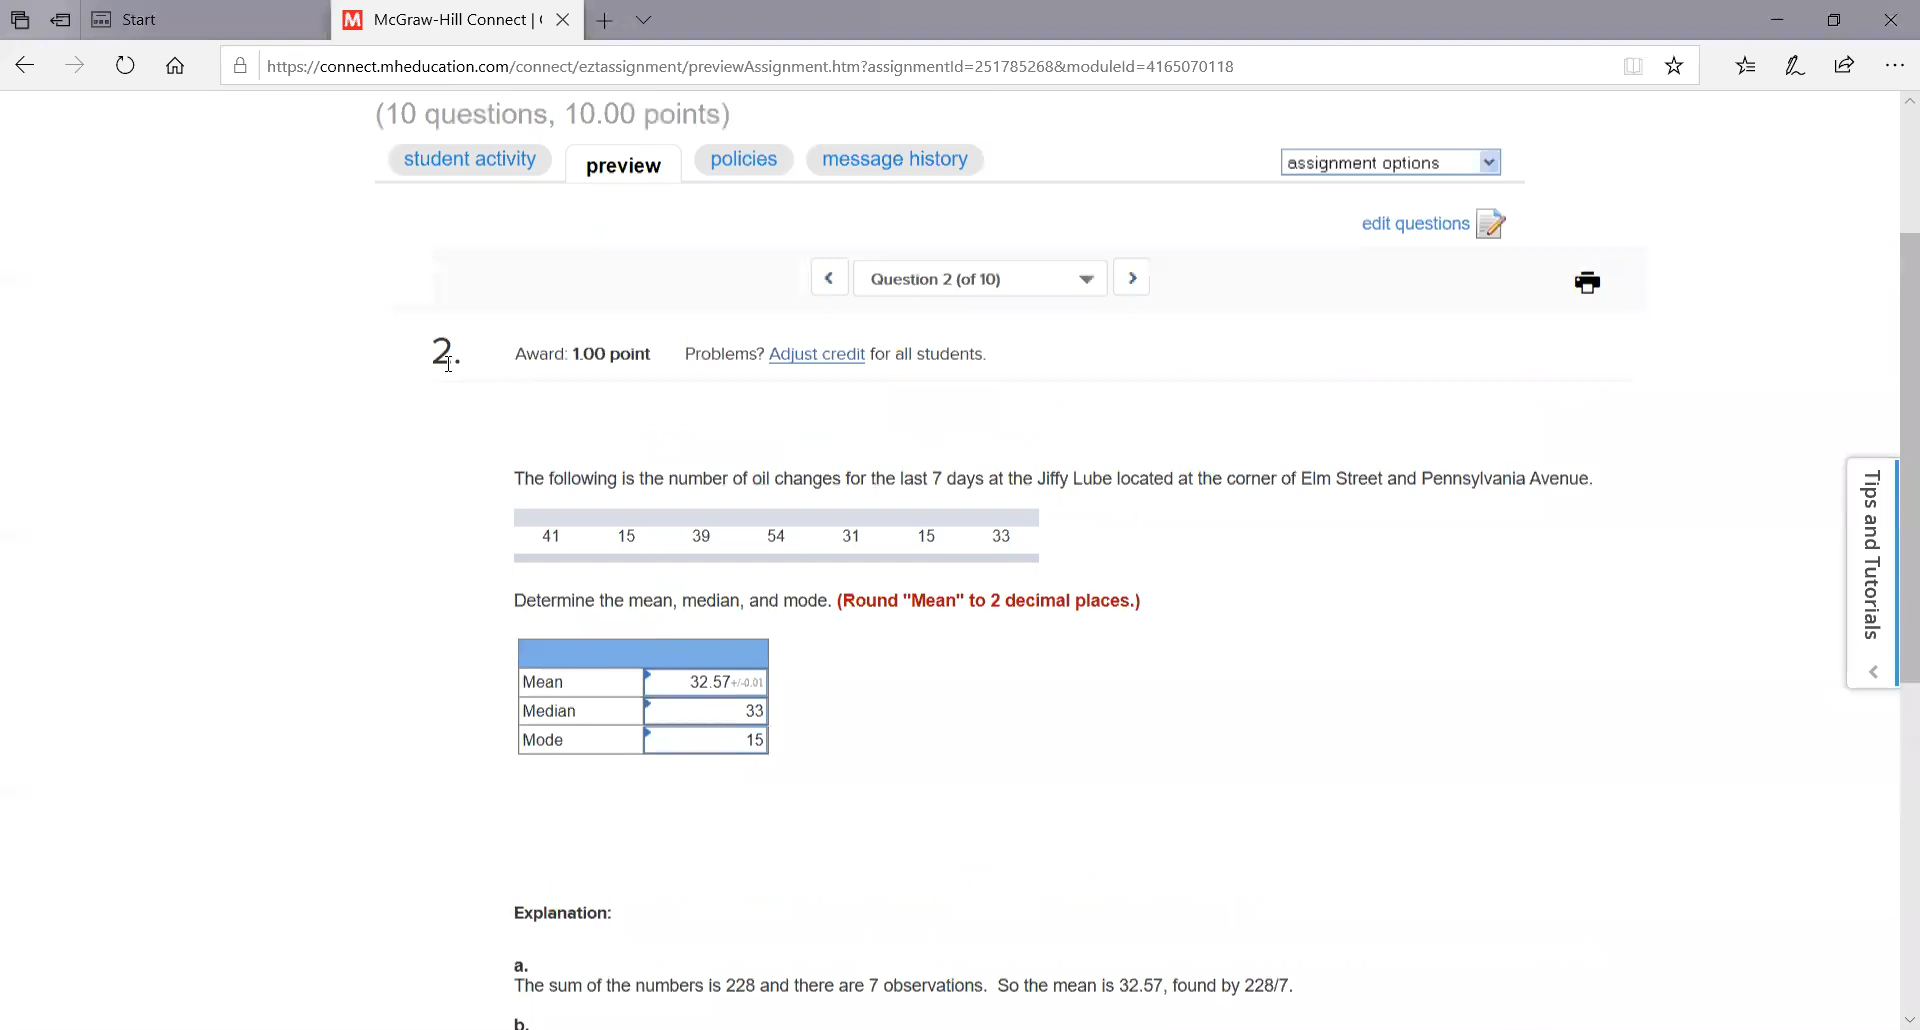 Start
McGraw-Hill Connect | (
https://connect.mheducation.com/connect/eztassignment/previewAssignment.htm?assignmentId=251785268&moduleId=4165070118
(10 questions, 10.00 points)
student activity
preview
policies
message history
assignment options
edit questions
Question 2 (of 10)
2.
Award: 1.00 point
Problems? Adjust credit for all students.
The following is the number of oil changes for the last 7 days at the Jiffy Lube located at the corner of Elm Street and Pennsylvania Avenue.
41 15 39 54 31 15 33
Determine the mean, median, and mode. (Round "Mean" to 2 decimal places.)
Mean 32.57+/-0.01
Median 33
Mode 15
Tips and Tutorials
Explanation:
a.
The sum of the numbers is 228 and there are 7 observations. So the mean is 32.57, found by 228/7.
b.